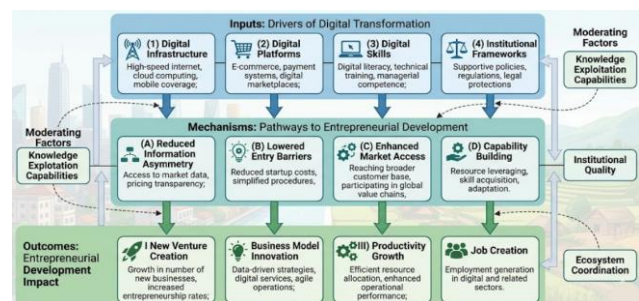 Inputs: Drivers of Digital Transformation
(1) Digital Infrastructure
High-speed internet, cloud computing, mobile coverage;
(2) Digital Platforms
E-commerce, payment systems, digital marketplaces;
(3) Digital Skills
Digital literacy, technical training, managerial competence;
(4) Institutional Frameworks
Supportive policies, regulations, legal protections
Moderating Factors
Knowledge Exploitation Capabilities
Mechanisms: Pathways to Entrepreneurial Development
Moderating Factors
Knowledge Explotation Capabilities
(A) Reduced Information Asymmetry
Access to market data, pricing transparency;
(B) Lowered Entry Barriers
Reduced startup costs, simplified procedures,
(C) Enhanced Market Access
Reaching broader customer base, participating in global value chains,
(D) Capability Building
Resource leveraging, skill acquisition, adaptation.
Institutional Quality
Outcomes: Entrepreneurial Development Impact
I New Venture Creation
Growth in number of new businesses, increased entrepreneurship rates;
Business Model Innovation
Data-driven strategies, digital services, agile operations;
III) Productivity Growth
Efficient resource allocation, enhanced operational performance;
Job Creation
Employment generation in digital and related sectors.
Ecosystem Coordination